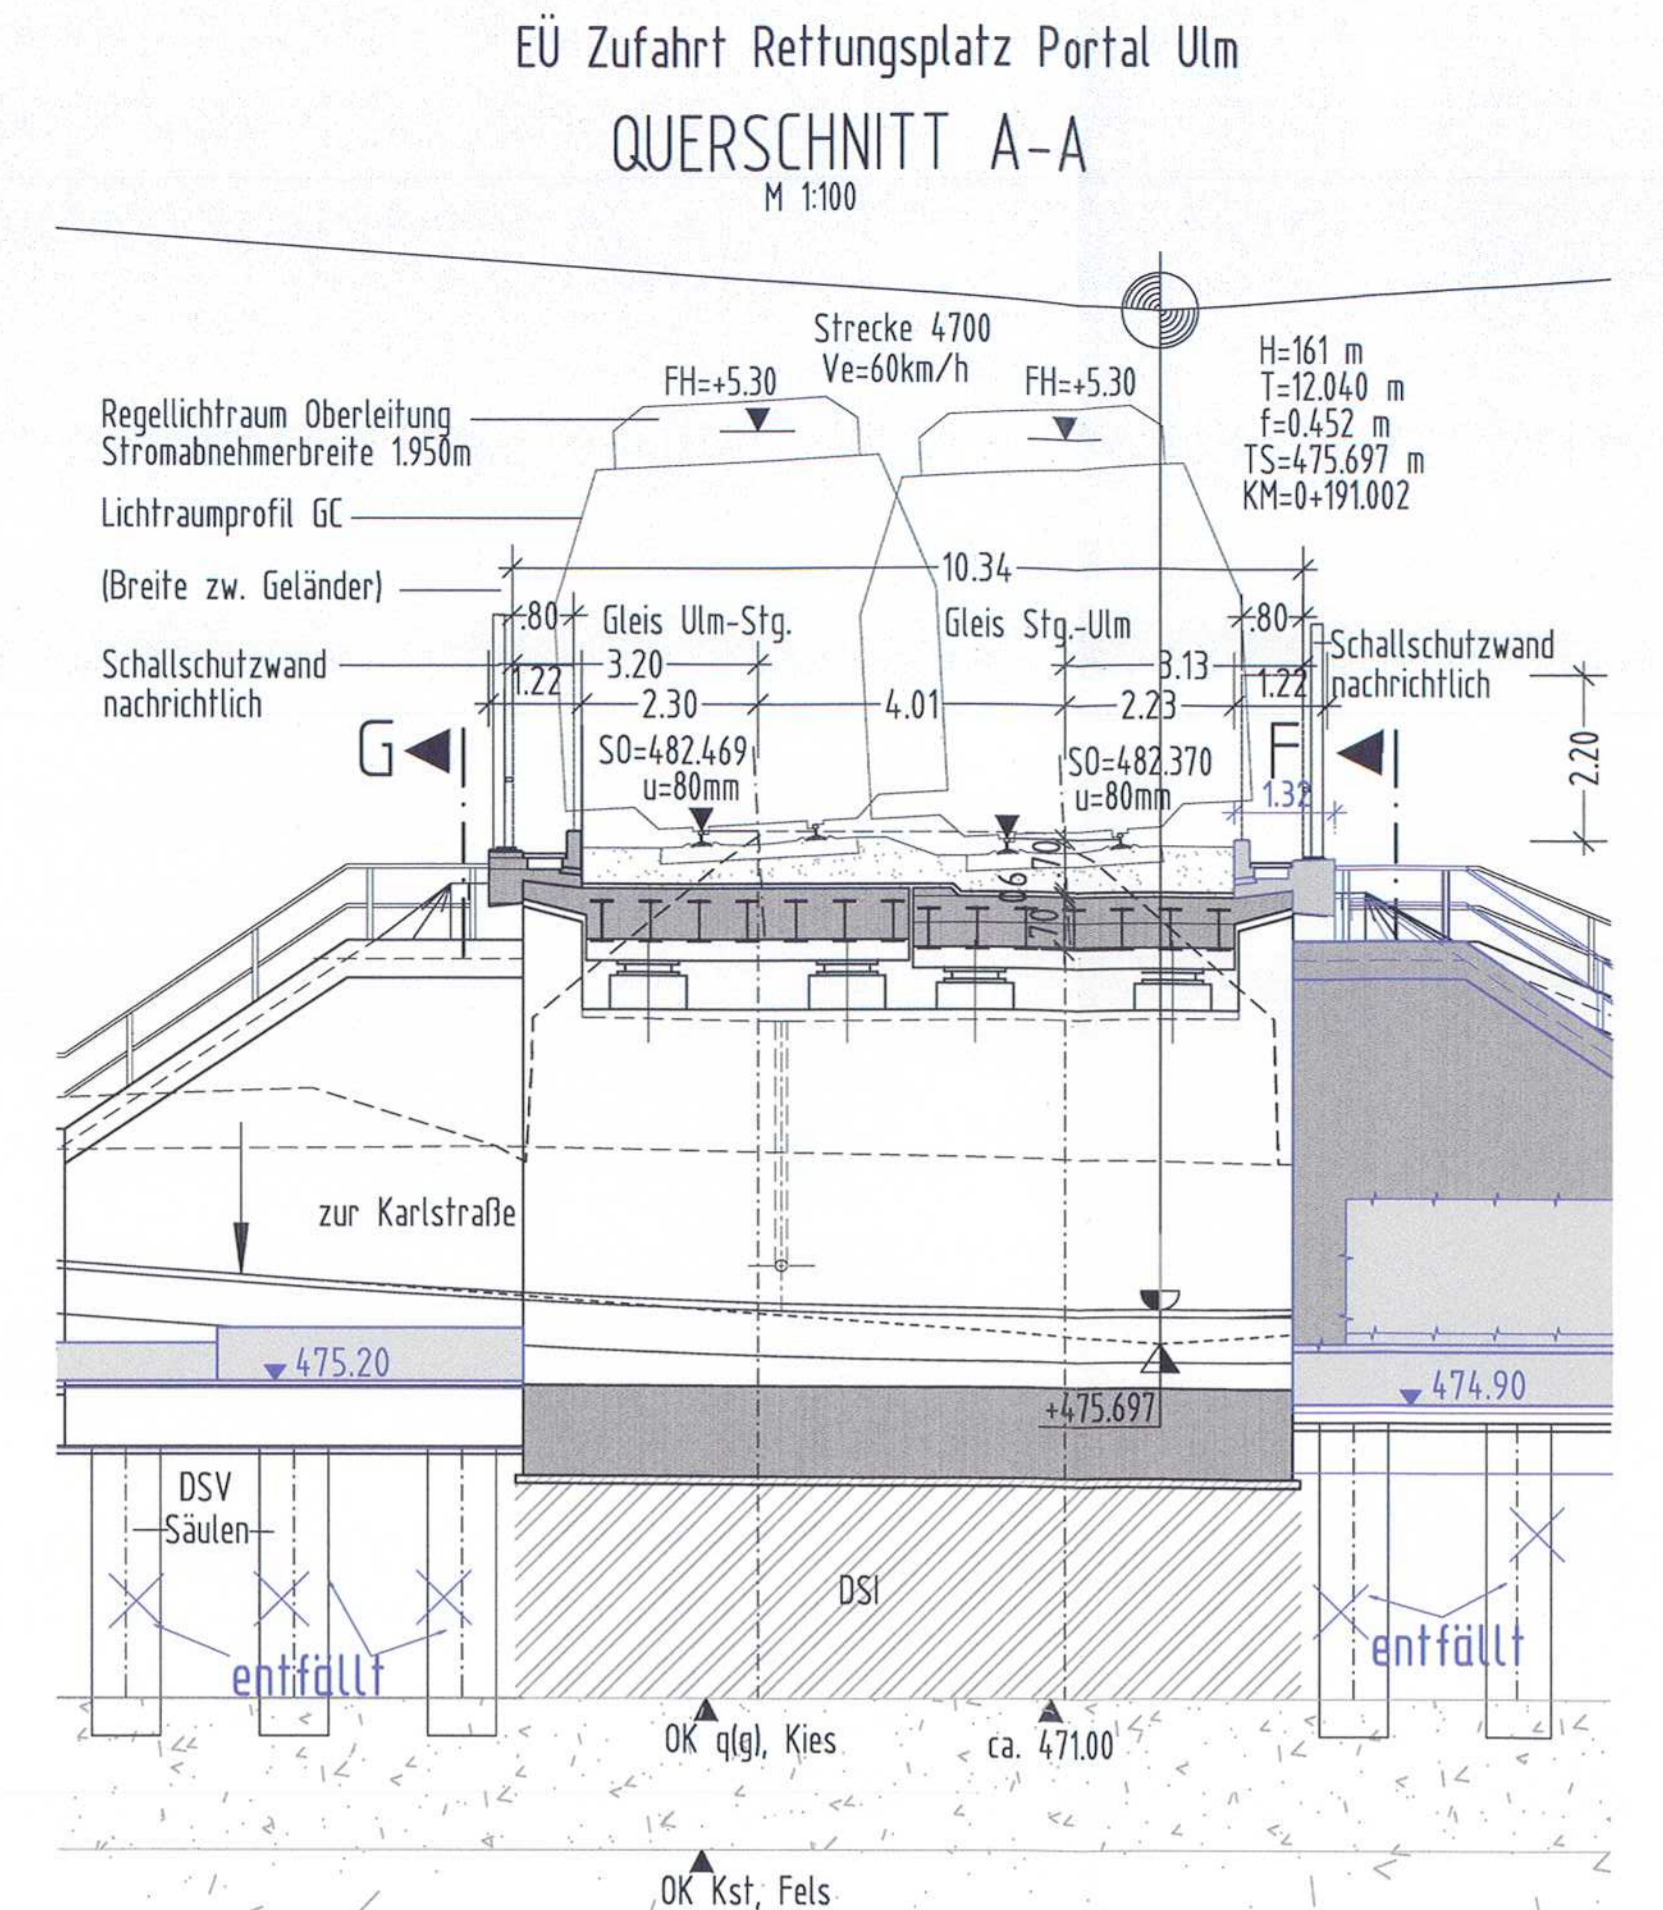 EÜ Zufahrt Rettungsplatz Portal Ulm
QUERSCHNITT A-A
M 1:100
Strecke 4700
Ve=60km/h
FH=+5.30
FH=+5.30
H=161 m
T=12.040 m
f=0.452 m
TS=475.697 m
KM=0+191.002
Regellichtraum Oberleitung
Stromabnehmerbreite 1.950m
Lichtraumprofil GC
(Breite zw. Geländer)
10.34
.80
Gleis Ulm-Stg.
Gleis Stg.-Ulm
.80
Schallschutzwand
nachrichtlich
3.20
3.13
Schallschutzwand
nachrichtlich
1.22
2.30
4.01
2.23
1.22
G
SO=482.469
u=80mm
SO=482.370
u=80mm
F
1.32
2.20
.70
.90
.70
zur Karlstraße
475.20
+475.697
474.90
DSV
Säulen
DSI
entfällt
entfällt
OK q(g), Kies
ca. 471.00
OK Kst, Fels